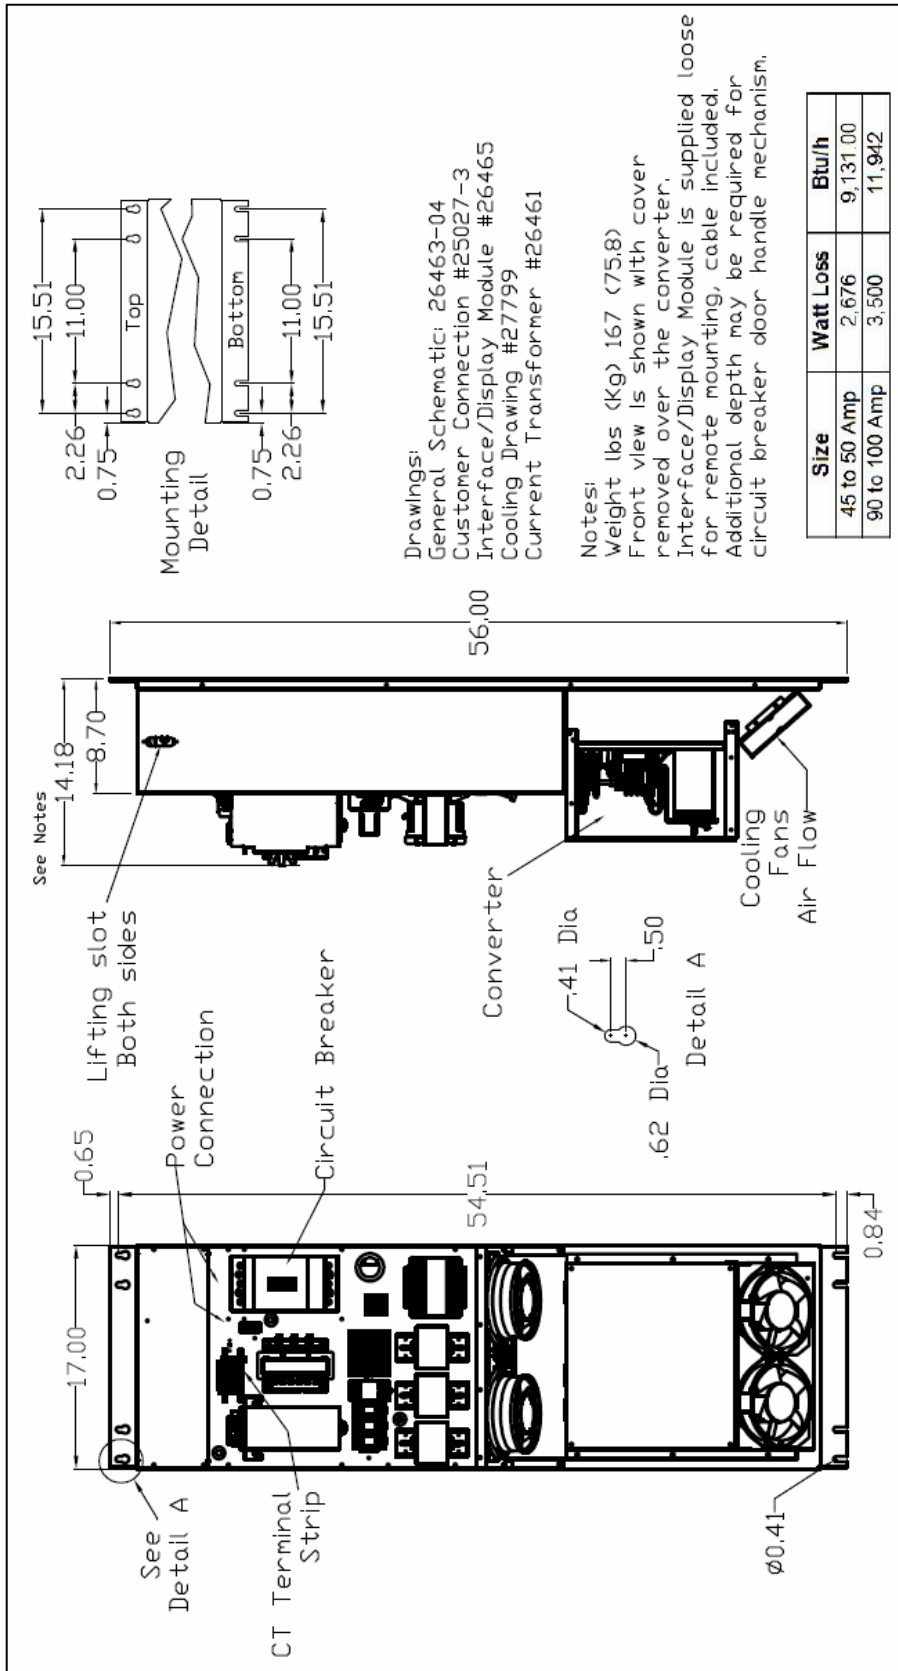 17.00
0.65
54.51
0.84
Ø0.41
See
Detail A
CT Terminal
Strip
Power
Connection
Circuit Breaker
Lifting slot
Both sides
See Notes
14.18
8.70
56.00
Converter
Cooling
Fans
Air Flow
.41 Dia
.50
.62 Dia
Detail A
15.51
11.00
2.26
0.75
Top
Bottom
0.75
2.26
11.00
15.51
Mounting
Detail
Drawings:
General Schematic: 26463-04
Customer Connection #25027-3
Interface/Display Module #26465
Cooling Drawing #27799
Current Transformer #26461
Notes:
Weight lbs (Kg) 167 (75.8)
Front view is shown with cover
removed over the converter.
Interface/Display Module is supplied loose
for remote mounting, cable included.
Additional depth may be required for
circuit breaker door handle mechanism.
Size Watt Loss Btu/h
45 to 50 Amp 2,676 9,131.00
90 to 100 Amp 3,500 11,942